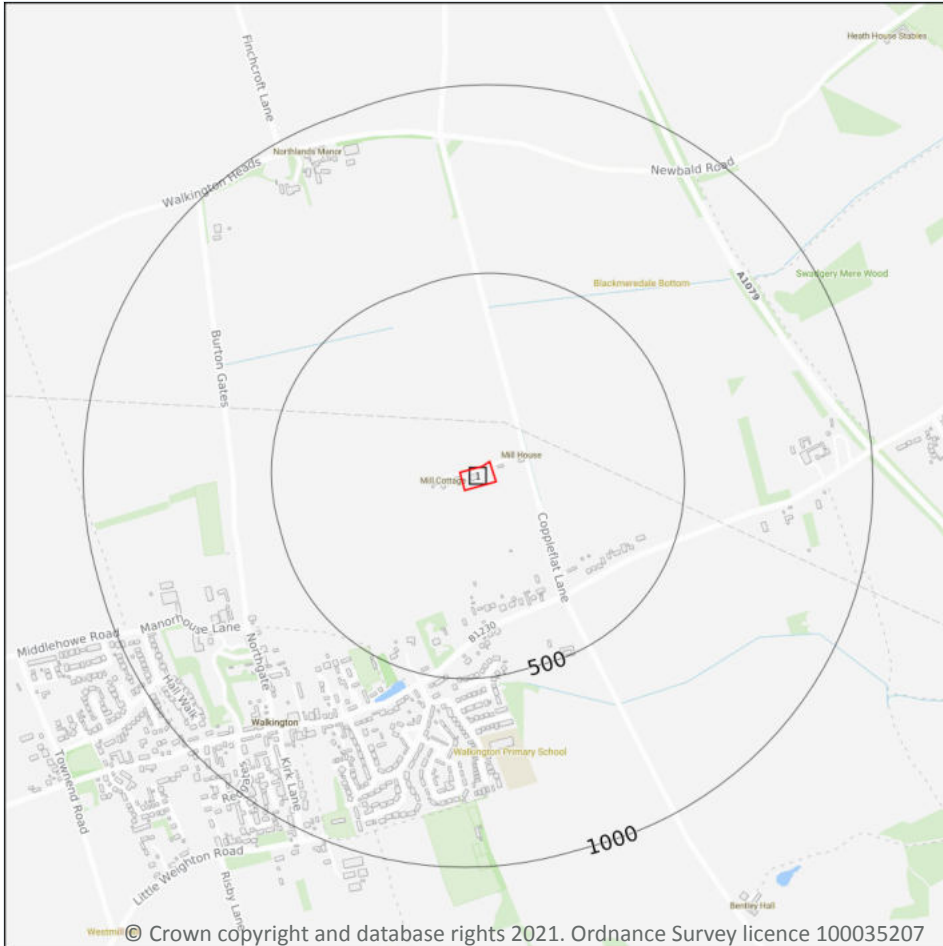 Heath House Stables
Finchcroft Lane
Northlands Manor
Walkington Heads
Newbald Road
A1079
Swadgery Mere Wood
Blackmeredale Bottom
Burton Gates
Mill House
Mill Cottage
1
Coppleflat Lane
B1230
500
Middlehowe Road
Manorhouse Lane
Northgate
Hall Walk
Walkington
Walkington Primary School
Townend Road
Kirk Lane
1000
Little Weighton Road
Risby Lane
Bentley Hall
© Crown copyright and database rights 2021. Ordnance Survey licence 100035207